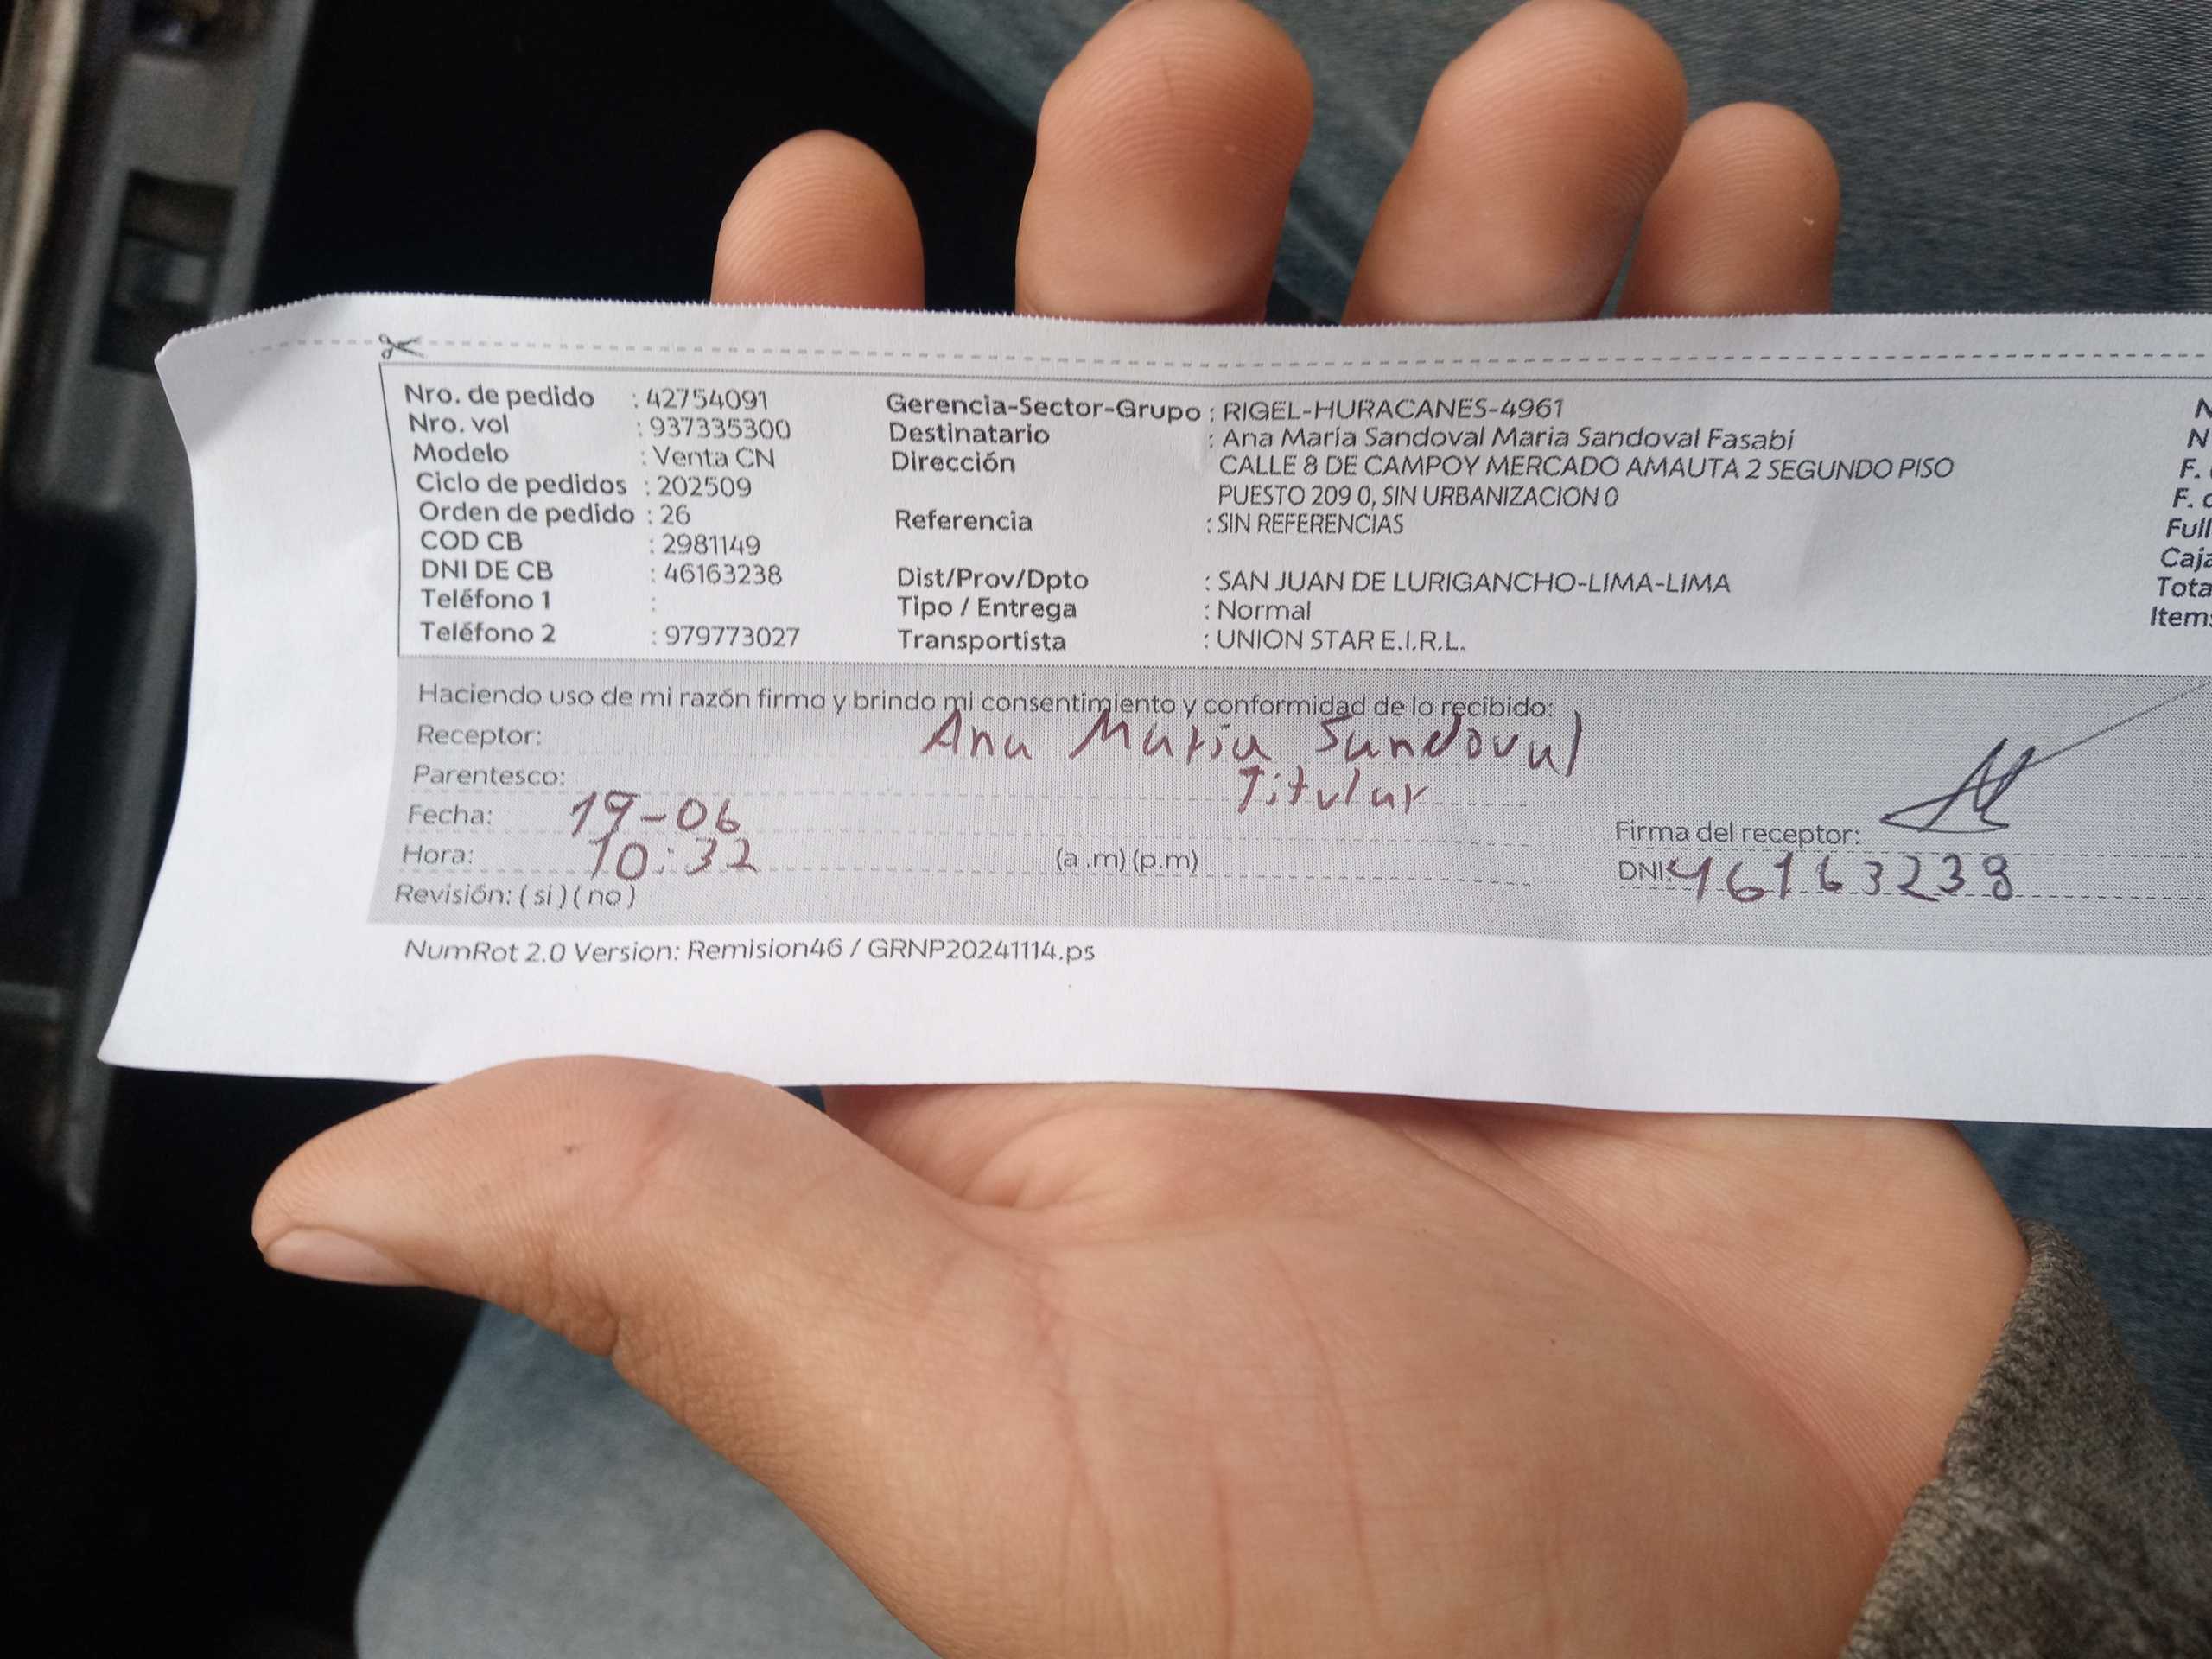 Nro. de pedido : 42754091
Nro. vol : 937335300
Modelo : Venta CN
Ciclo de pedidos : 202509
Orden de pedido : 26
COD CB : 2981149
DNI DE CB : 46163238
Teléfono 1 :
Teléfono 2 : 979773027
Gerencia-Sector-Grupo : RIGEL-HURACANES-4961
Destinatario : Ana María Sandoval Maria Sandoval Fasabi
Dirección CALLE 8 DE CAMPOY MERCADO AMAUTA 2 SEGUNDO PISO
PUESTO 209 0, SIN URBANIZACION 0
Referencia : SIN REFERENCIAS
Dist/Prov/Dpto : SAN JUAN DE LURIGANCHO-LIMA-LIMA
Tipo / Entrega : Normal
Transportista : UNION STAR E.I.R.L.
N
N
F.
F.
Full
Caja
Tota
Item
Haciendo uso de mi razón firmo y brindo mi consentimiento y conformidad de lo recibido:
Receptor: Ana Maria Sandoval
Parentesco: Titular
Fecha: 19-06
Hora: 10:32 (a .m) (p.m)
Revisión: ( si ) ( no )
Firma del receptor:
DNI: 46163238
NumRot 2.0 Version: Remision46 / GRNP20241114.ps